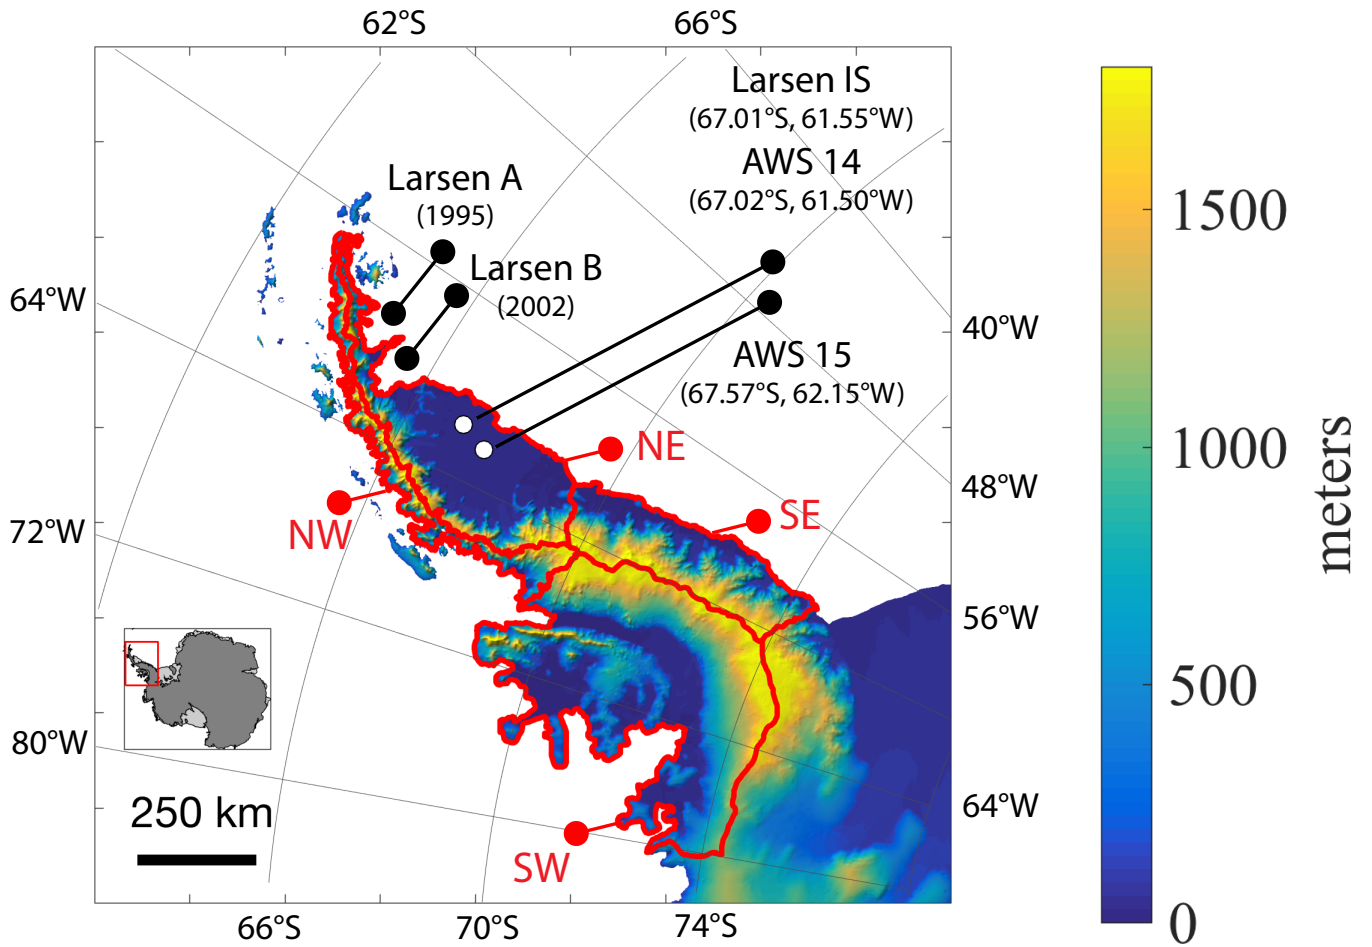 62°S
66°S
Larsen IS
(67.01°S, 61.55°W)
AWS 14
(67.02°S, 61.50°W)
Larsen A
(1995)
Larsen B
(2002)
AWS 15
(67.57°S, 62.15°W)
64°W
72°W
80°W
40°W
48°W
56°W
64°W
NE
SE
NW
SW
250 km
66°S
70°S
74°S
1500
1000
500
0
meters